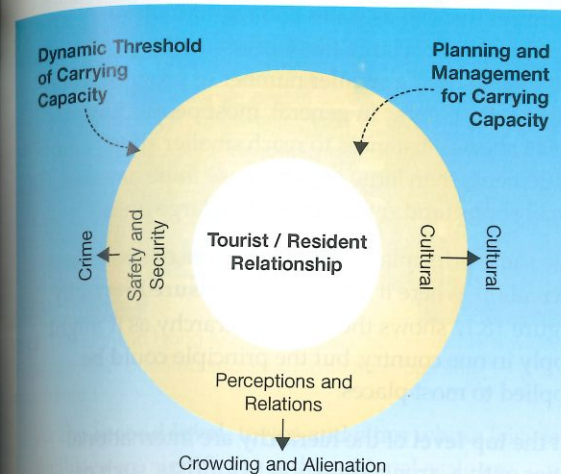 Dynamic Threshold
of Carrying
Capacity
Planning and
Management
for Carrying
Capacity
Crime
Safety and
Security
Tourist / Resident
Relationship
Cultural
Cultural
Perceptions and
Relations
Crowding and Alienation